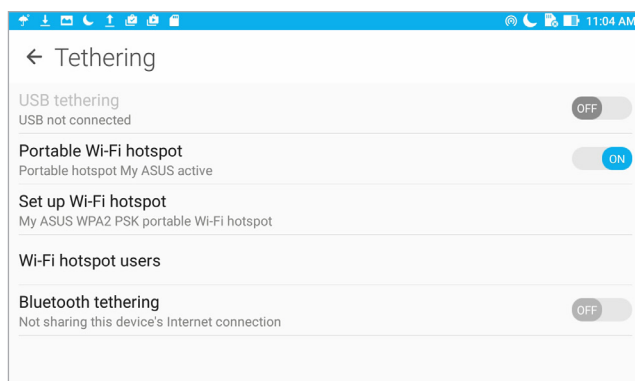 11:04 AM
Tethering
USB tethering
USB not connected
OFF
Portable Wi-Fi hotspot
Portable hotspot My ASUS active
ON
Set up Wi-Fi hotspot
My ASUS WPA2 PSK portable Wi-Fi hotspot
Wi-Fi hotspot users
Bluetooth tethering
Not sharing this device's Internet connection
OFF